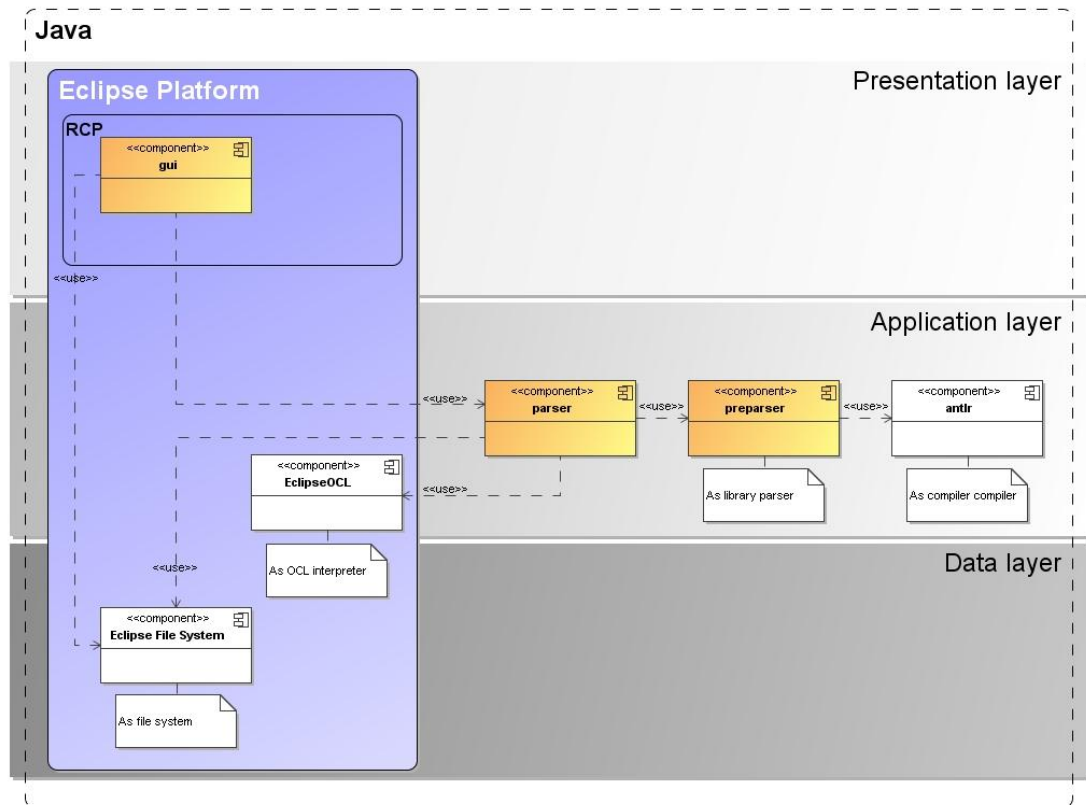 Java
Presentation layer
Eclipse Platform
RCP
<<component>>
gui
<<use>>
Application layer
<<component>>
parser
<<use>>
<<use>>
<<component>>
preparser
<<use>>
<<component>>
antlr
<<component>>
EclipseOCL
<<use>>
As library parser
As compiler compiler
Data layer
As OCL interpreter
<<use>>
<<component>>
Eclipse File System
As file system